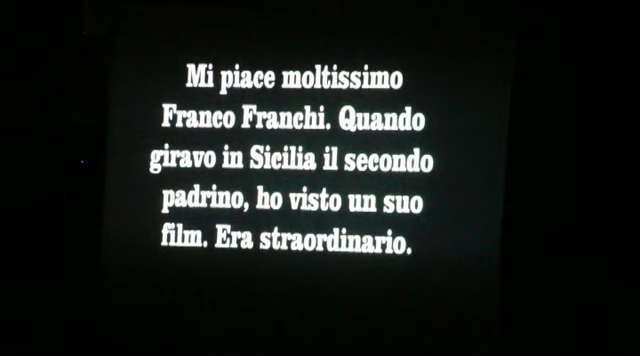 Mi piace moltissimo
Franco Franchi. Quando
giravo in Sicilia il secondo
padrino, ho visto un suo
film. Era straordinario.